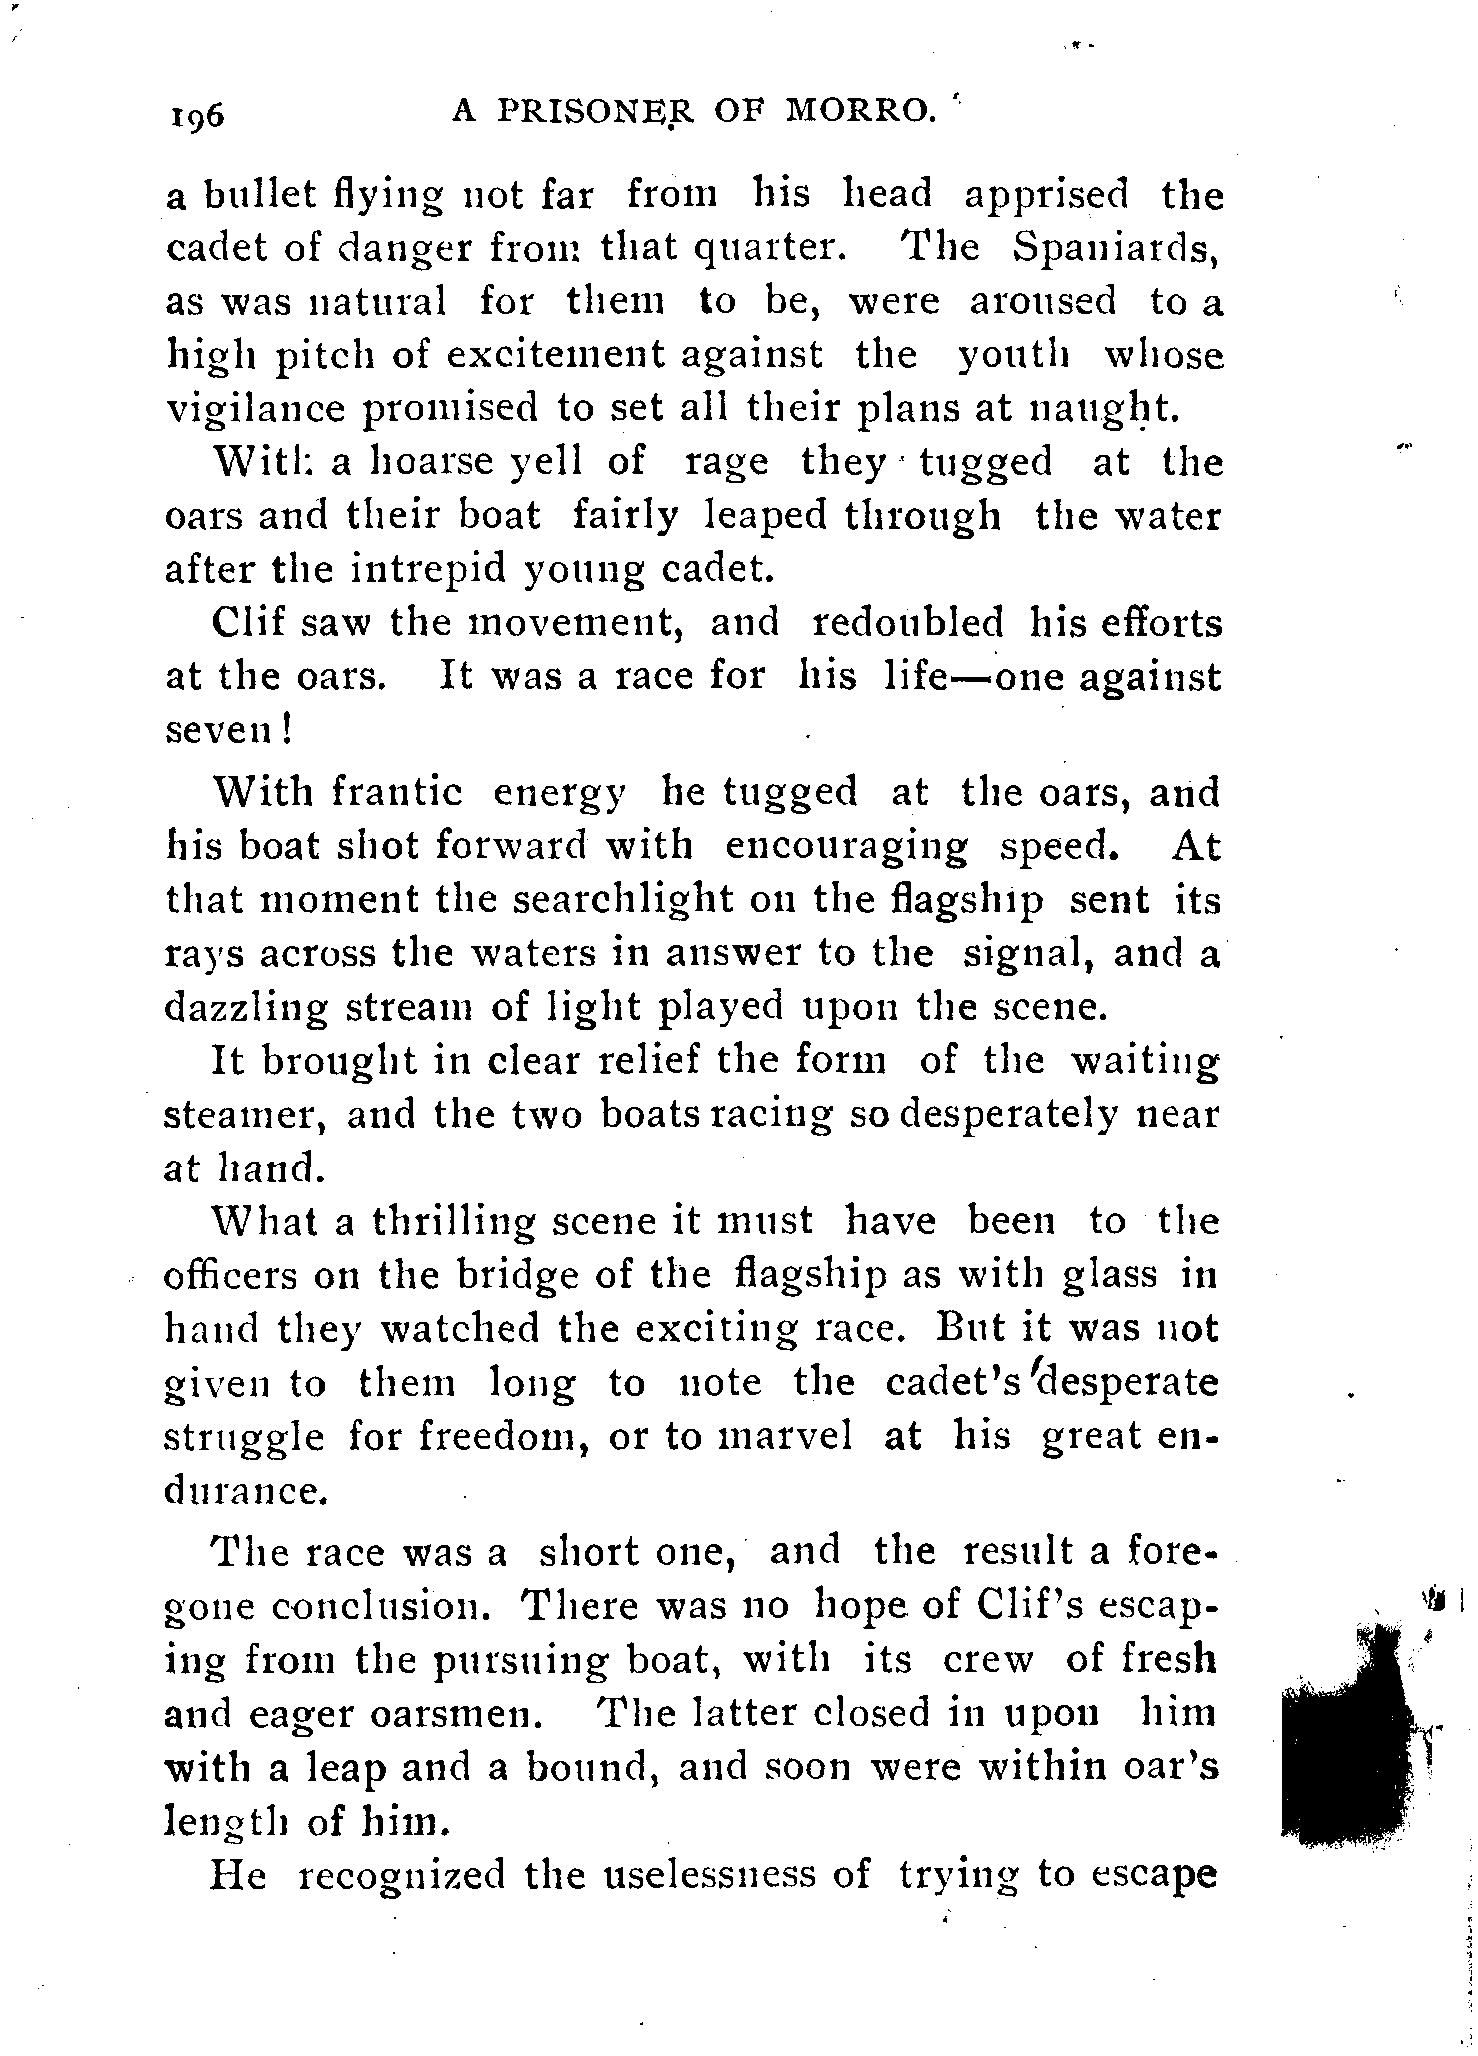 196 A PRISONER OF MORRO.
a bullet flying not far from his head apprised the
cadet of danger from that quarter. The Spaniards,
as was natural for them to be, were aroused to a
high pitch of excitement against the youth whose
vigilance promised to set all their plans at naught.
With a hoarse yell of rage they tugged at the
oars and their boat fairly leaped through the water
after the intrepid young cadet.
Clif saw the movement, and redoubled his efforts
at the oars. It was a race for his life—one against
seven!
With frantic energy he tugged at the oars, and
his boat shot forward with encouraging speed. At
that moment the searchlight on the flagship sent its
rays across the waters in answer to the signal, and a
dazzling stream of light played upon the scene.
It brought in clear relief the form of the waiting
steamer, and the two boats racing so desperately near
at hand.
What a thrilling scene it must have been to the
officers on the bridge of the flagship as with glass in
hand they watched the exciting race. But it was not
given to them long to note the cadet's desperate
struggle for freedom, or to marvel at his great en-
durance.
The race was a short one, and the result a fore-
gone conclusion. There was no hope of Clif's escap-
ing from the pursuing boat, with its crew of fresh
and eager oarsmen. The latter closed in upon him
with a leap and a bound, and soon were within oar's
length of him.
He recognized the uselessness of trying to escape